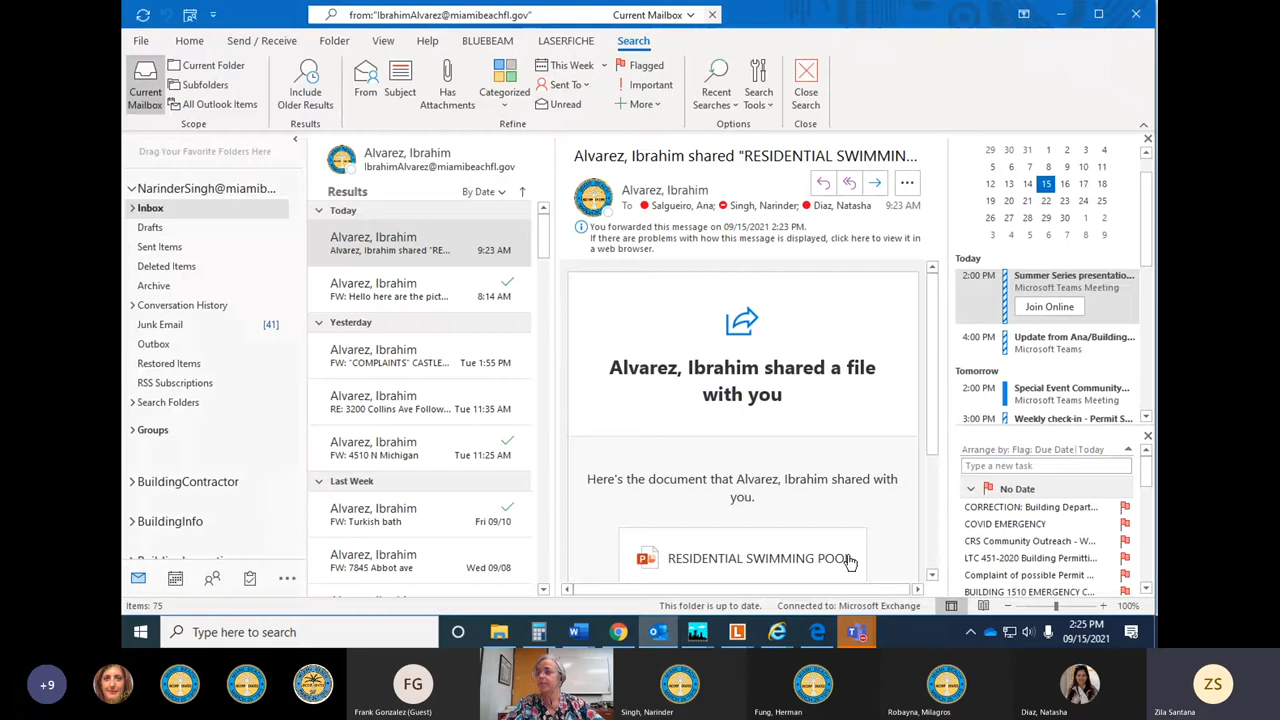 from:"IbrahimAlvarez@miamibeachfl.gov"
Current Mailbox
File Home Send / Receive Folder View Help BLUEBEAM LASERFICHE Search
Current Mailbox
Current Folder
Subfolders
All Outlook Items
Scope
Include Older Results
Results
From
Subject
Has Attachments
Categorized
This Week
Sent To
Unread
Flagged
Important
More
Refine
Recent Searches
Search Tools
Options
Close Search
Close
Drag Your Favorite Folders Here
NarinderSingh@miamib...
Inbox
Drafts
Sent Items
Deleted Items
Archive
Conversation History
Junk Email [41]
Outbox
Restored Items
RSS Subscriptions
Search Folders
Groups
BuildingContractor
BuildingInfo
Alvarez, Ibrahim
IbrahimAlvarez@miamibeachfl.gov
Results By Date
Today
Alvarez, Ibrahim
Alvarez, Ibrahim shared "RE... 9:23 AM
Alvarez, Ibrahim
FW: Hello here are the pict... 8:14 AM
Yesterday
Alvarez, Ibrahim
FW: "COMPLAINTS" CASTLE... Tue 1:55 PM
Alvarez, Ibrahim
RE: 3200 Collins Ave Follow... Tue 11:35 AM
Alvarez, Ibrahim
FW: 4510 N Michigan Tue 11:25 AM
Last Week
Alvarez, Ibrahim
FW: Turkish bath Fri 09/10
Alvarez, Ibrahim
FW: 7845 Abbot ave Wed 09/08
Alvarez, Ibrahim shared "RESIDENTIAL SWIMMIN...
Alvarez, Ibrahim
To Salgueiro, Ana; Singh, Narinder; Diaz, Natasha 9:23 AM
You forwarded this message on 09/15/2021 2:23 PM.
If there are problems with how this message is displayed, click here to view it in
a web browser.
Alvarez, Ibrahim shared a file
with you
Here's the document that Alvarez, Ibrahim shared with
you.
RESIDENTIAL SWIMMING POOL
29 30 31 1 2 3 4
5 6 7 8 9 10 11
12 13 14 15 16 17 18
19 20 21 22 23 24 25
26 27 28 29 30 1 2
3 4 5 6 7 8 9
Today
2:00 PM Summer Series presentatio...
Microsoft Teams Meeting
Join Online
4:00 PM Update from Ana/Building...
Microsoft Teams
Tomorrow
2:00 PM Special Event Community...
Microsoft Teams Meeting
3:00 PM Weekly check-in - Permit S...
Arrange by: Flag: Due Date Today
Type a new task
No Date
CORRECTION: Building Depart...
COVID EMERGENCY
CRS Community Outreach - W...
LTC 451-2020 Building Permitti...
Complaint of possible Permit ...
BUILDING 1510 EMERGENCY C...
Items: 75 This folder is up to date. Connected to: Microsoft Exchange 100%
Type here to search
2:25 PM
09/15/2021
+9
FG
Frank Gonzalez (Guest)
Singh, Narinder
Fung, Herman
Robayna, Milagros
Diaz, Natasha
ZS
Zila Santana